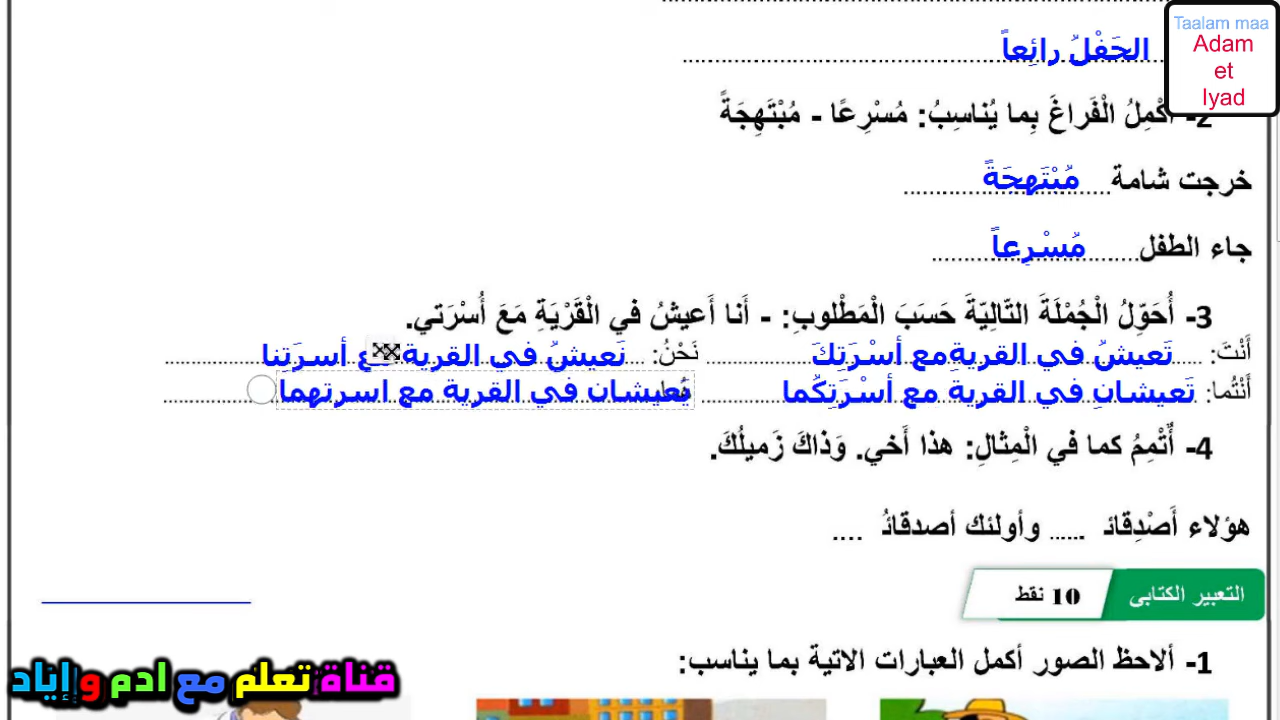 Taalam maa
Adam
et
Iyad
الحَفْلُ رائِعاً
2- أكْمِلُ الْفَراغَ بِما يُناسِبُ: مُسْرِعًا - مُبْتَهِجَةً
خرجت شامة مُبْتَهِجَةً
جاء الطفل مُسْرِعاً
3- أُحَوِّلُ الْجُمْلَةَ التّالِيّةَ حَسَبَ الْمَطْلوبِ: - أَنا أَعيشُ في الْقَرْيَةِ مَعَ أُسْرَتي.
أَنْتَ: تَعيشُ في القريةِ مع أسْرَتِكَ نَحْنُ: نَعيشُ في القرية مع أسرَتِنا
أَنْتُما: تَعيشانِ في القريةِ مع أسْرَتِكُما يَعيشان في القرية مع اسرتهما
4- أُتْمِمُ كما في الْمِثالِ: هذا أَخي. وَذاكَ زَميلُكَ.
هؤلاء أَصْدِقائـ ..... وأولئك أصدقائُـ ....
التعبير الكتابي 10 نقط
1- ألاحظ الصور أكمل العبارات الاتية بما يناسب:
قناة تعلم مع ادم وإياد